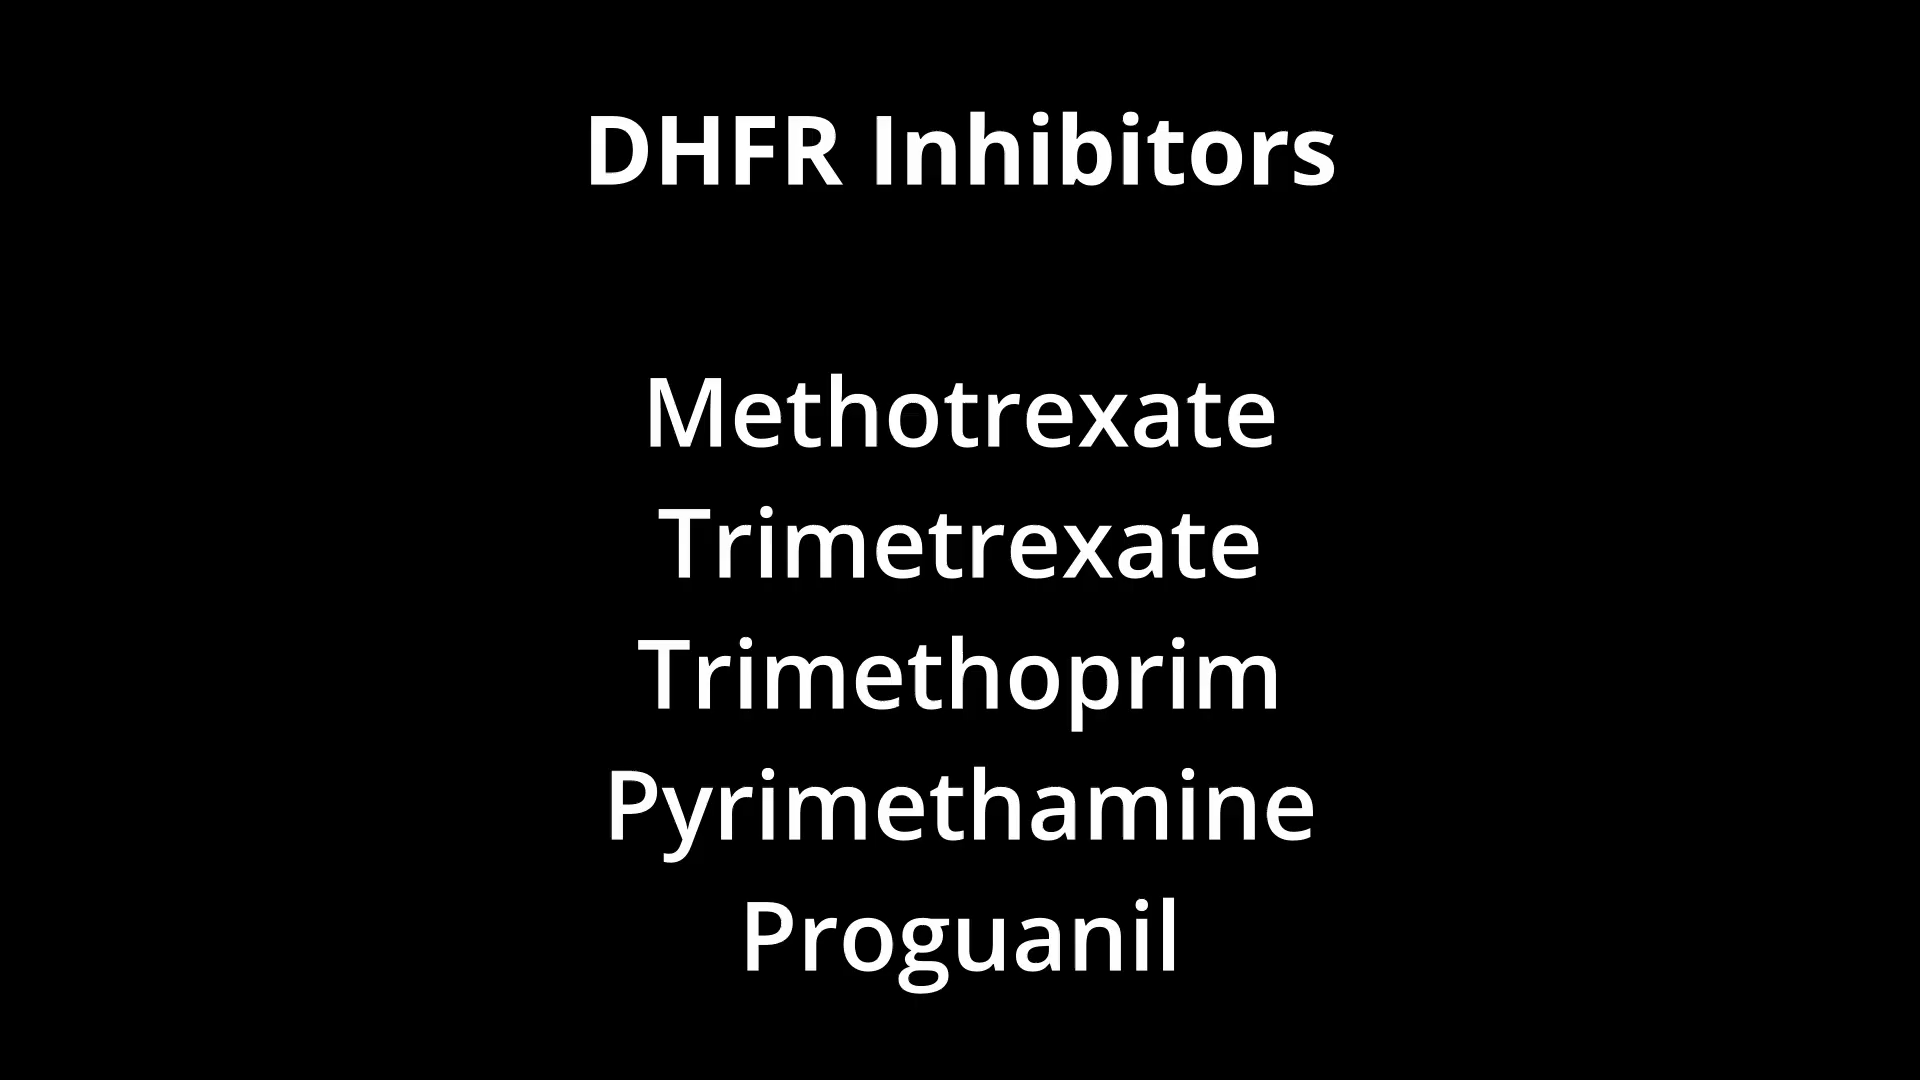 DHFR Inhibitors
Methotrexate
Trimetrexate
Trimethoprim
Pyrimethamine
Proguanil